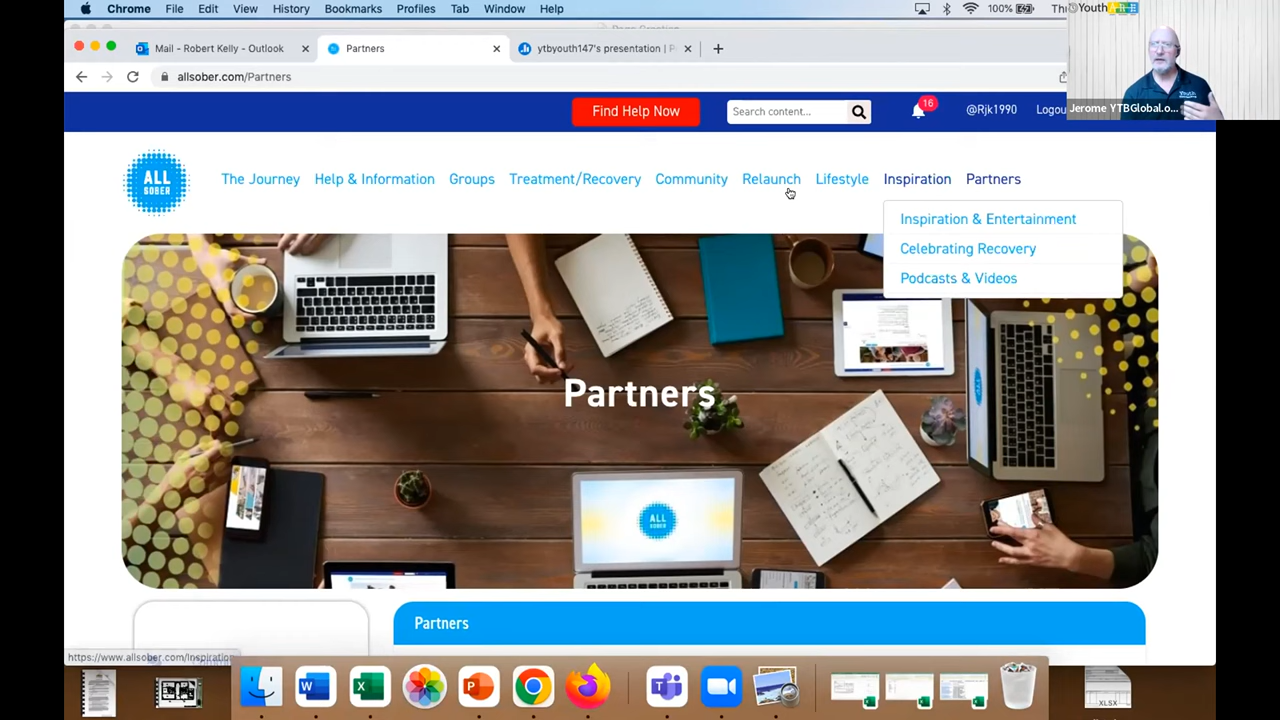 Chrome File Edit View History Bookmarks Profiles Tab Window Help 100%
Youth
Mail - Robert Kelly - Outlook
Partners
ytbyouth147's presentation |
allsober.com/Partners
Jerome YTBGlobal.o...
Find Help Now
Search content...
16
@Rjk1990
Logou
ALL
SOBER
The Journey
Help & Information
Groups
Treatment/Recovery
Community
Relaunch
Lifestyle
Inspiration
Partners
Inspiration & Entertainment
Celebrating Recovery
Podcasts & Videos
Partners
ALL
SOBER
Partners
https://www.allsober.com/Inspiration
XLSX